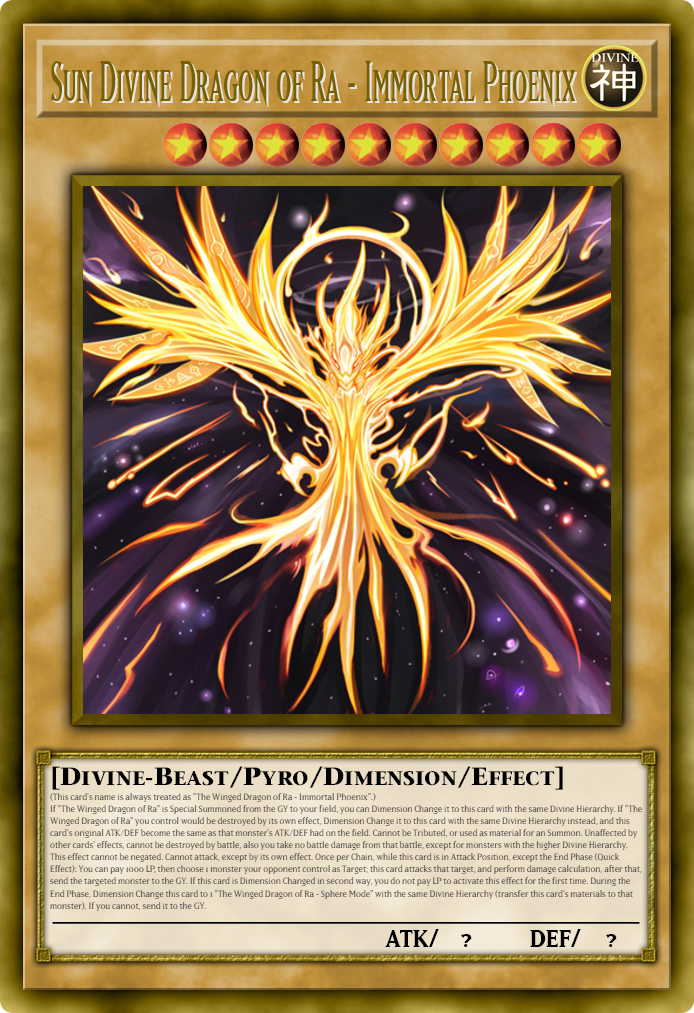 Sun Divine Dragon of Ra - Immortal Phoenix
DIVINE
神
[Divine-Beast/Pyro/Dimension/Effect]
(This card's name is always treated as "The Winged Dragon of Ra - Immortal Phoenix".)
If "The Winged Dragon of Ra" is Special Summoned from the GY to your field, you can Dimension Change it to this card with the same Divine Hierarchy. If "The
Winged Dragon of Ra" you control would be destroyed by its own effect, Dimension Change it to this card with the same Divine Hierarchy instead, and this
card's original ATK/DEF become the same as that monster's ATK/DEF had on the field. Cannot be Tributed, or used as material for an Summon. Unaffected by
other cards' effects, cannot be destroyed by battle, also you take no battle damage from that battle, except for monsters with the higher Divine Hierarchy.
This effect cannot be negated. Cannot attack, except by its own effect. Once per Chain, while this card is in Attack Position, except the End Phase (Quick
Effect): You can pay 1000 LP, then choose 1 monster your opponent control as Target; this card attacks that target, and perform damage calculation, after that,
send the targeted monster to the GY. If this card is Dimension Changed in second way, you do not pay LP to activate this effect for the first time. During the
End Phase, Dimension Change this card to 1 "The Winged Dragon of Ra - Sphere Mode" with the same Divine Hierarchy (transfer this card's materials to that
monster). If you cannot, send it to the GY.
ATK/ ? DEF/ ?